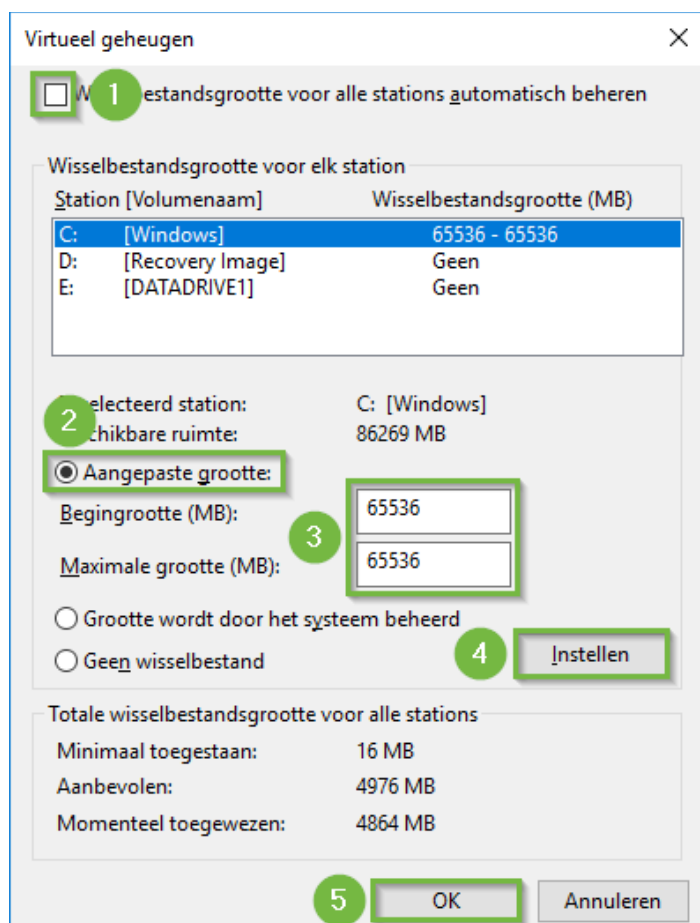 Virtueel geheugen
1 estandsgrootte voor alle stations automatisch beheren
Wisselbestandsgrootte voor elk station
Station [Volumenaam] Wisselbestandsgrootte (MB)
C: [Windows] 65536 - 65536
D: [Recovery Image] Geen
E: [DATADRIVE1] Geen
electeerd station: C: [Windows]
2 chikbare ruimte: 86269 MB
Aangepaste grootte:
Begingrootte (MB): 65536
3
Maximale grootte (MB): 65536
Grootte wordt door het systeem beheerd
Geen wisselbestand 4 Instellen
Totale wisselbestandsgrootte voor alle stations
Minimaal toegestaan: 16 MB
Aanbevolen: 4976 MB
Momenteel toegewezen: 4864 MB
5 OK Annuleren